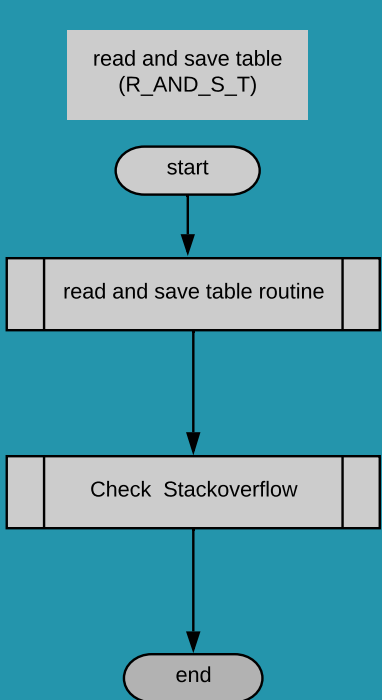 read and save table
(R_AND_S_T)
start
read and save table routine
Check  Stackoverflow
end